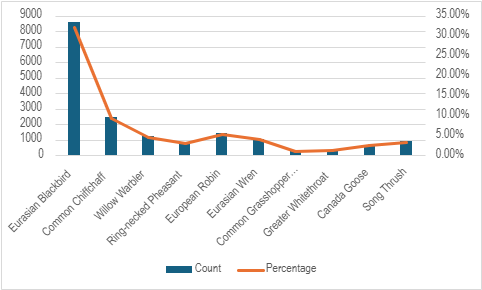 9000
8000
7000
6000
5000
4000
3000
2000
1000
0
35.00%
30.00%
25.00%
20.00%
15.00%
10.00%
5.00%
0.00%
Eurasian Blackbird
Common Chiffchaff
Willow Warbler
Ring-necked Pheasant
European Robin
Eurasian Wren
Common Grasshopper...
Greater Whitethroat
Canada Goose
Song Thrush
Count
Percentage